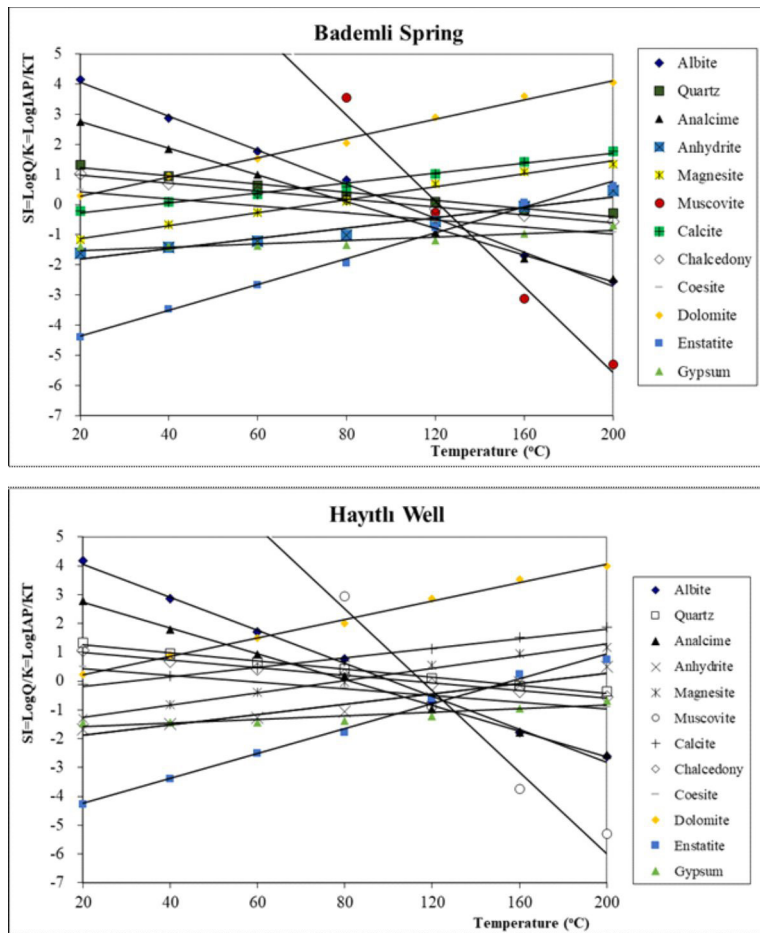 Bademli Spring
SI=LogQ/K=LogIAP/KT
5
4
3
2
1
0
-1
-2
-3
-4
-5
-6
-7
20 40 60 80 120 160 200
Temperature (°C)
Albite
Quartz
Analcime
Anhydrite
Magnesite
Muscovite
Calcite
Chalcedony
Coesite
Dolomite
Enstatite
Gypsum
Hayıtlı Well
SI=LogQ/K=LogIAP/KT
5
4
3
2
1
0
-1
-2
-3
-4
-5
-6
-7
20 40 60 80 120 160 200
Temperature (°C)
Albite
Quartz
Analcime
Anhydrite
Magnesite
Muscovite
Calcite
Chalcedony
Coesite
Dolomite
Enstatite
Gypsum